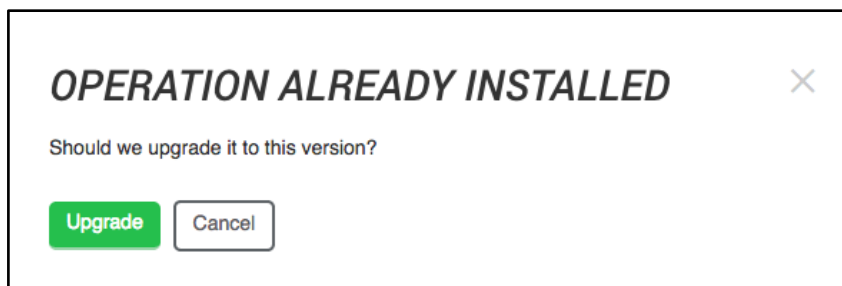 OPERATION ALREADY INSTALLED
Should we upgrade it to this version?
Upgrade Cancel